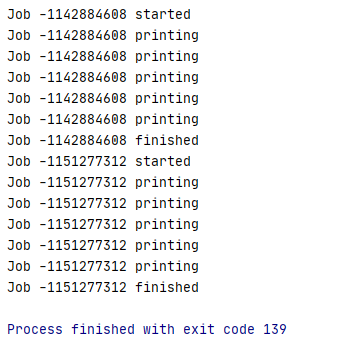 Job -1142884608 started
Job -1142884608 printing
Job -1142884608 printing
Job -1142884608 printing
Job -1142884608 printing
Job -1142884608 printing
Job -1142884608 finished
Job -1151277312 started
Job -1151277312 printing
Job -1151277312 printing
Job -1151277312 printing
Job -1151277312 printing
Job -1151277312 printing
Job -1151277312 finished
Process finished with exit code 139